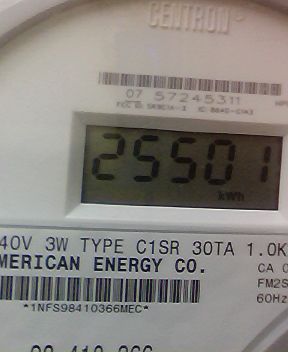 CENTRON
07 57245311
25501
kWh
40V 3W TYPE C1SR 30TA 1.0K
MERICAN ENERGY CO.
CA 0
FM2S
60Hz
*1NFS98410366MEC*